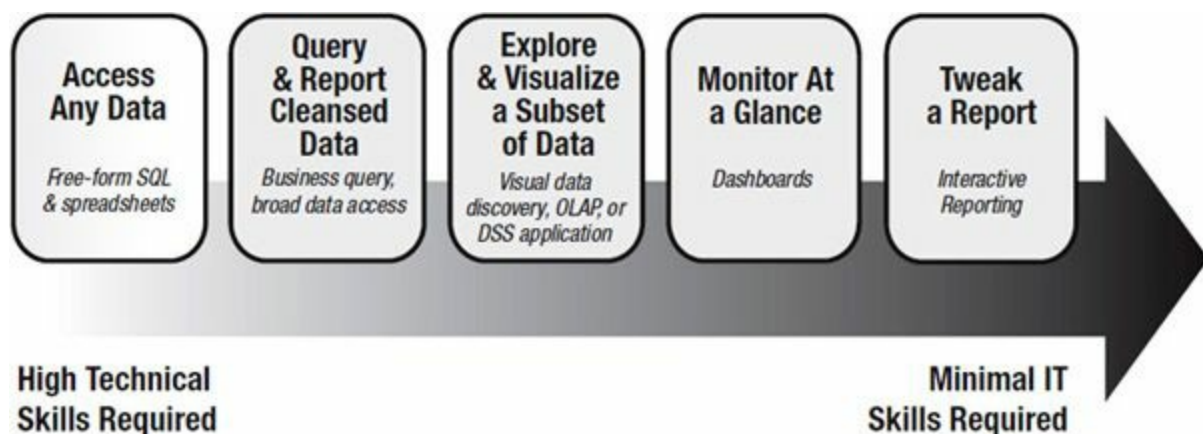 Access
Any Data
Free-form SQL
& spreadsheets
Query
& Report
Cleansed
Data
Business query,
broad data access
Explore
& Visualize
a Subset
of Data
Visual data
discovery, OLAP, or
DSS application
Monitor At
a Glance
Dashboards
Tweak
a Report
Interactive
Reporting
High Technical
Skills Required
Minimal IT
Skills Required